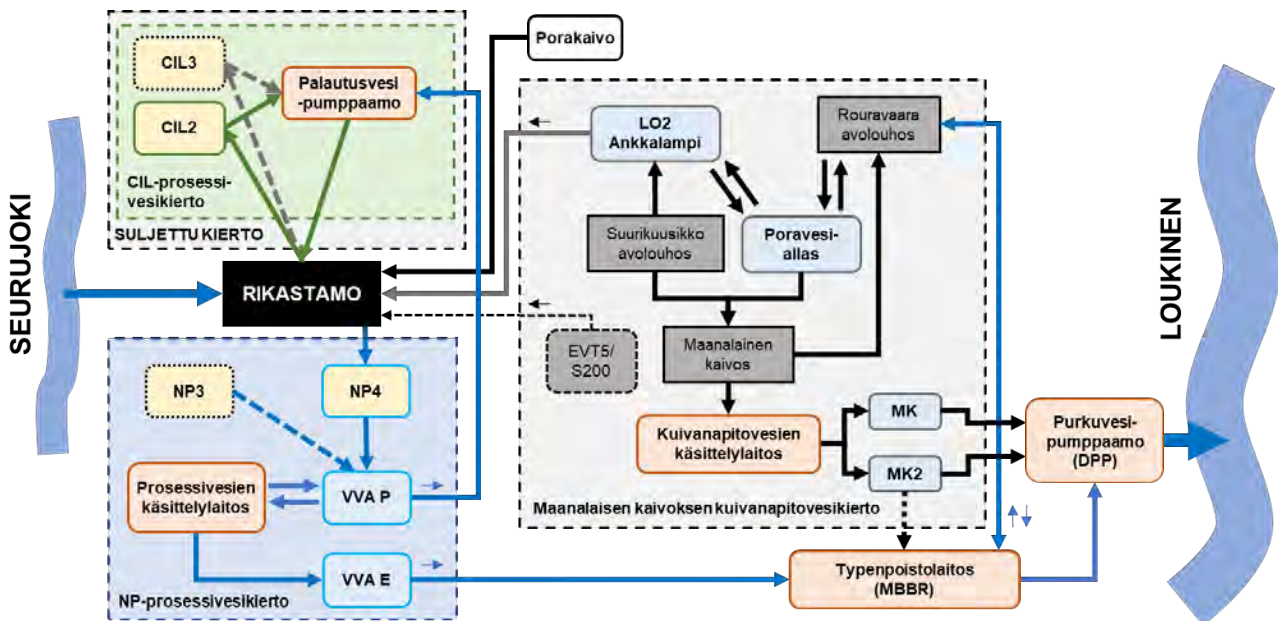 SEURUJOKI
CIL3
CIL2
Palautusvesi
-pumppaamo
CIL-prosessi-
vesikierto
SULJETTU KIERTO
Porakaivo
RIKASTAMO
LO2
Ankkalampi
Rouravaara
avolouhos
Suurikuusikko
avolouhos
Poravesi-
allas
EVT5/
S200
Maanalainen
kaivos
Kuivanapitovesien
käsittelylaitos
MK
MK2
Maanalaisen kaivoksen kuivanapitovesikierto
Purkuvesi-
pumppaamo
(DPP)
LOUKINEN
NP3
NP4
Prosessivesien
käsittelylaitos
VVA P
VVA E
NP-prosessivesikierto
Typenpoistolaitos
(MBBR)